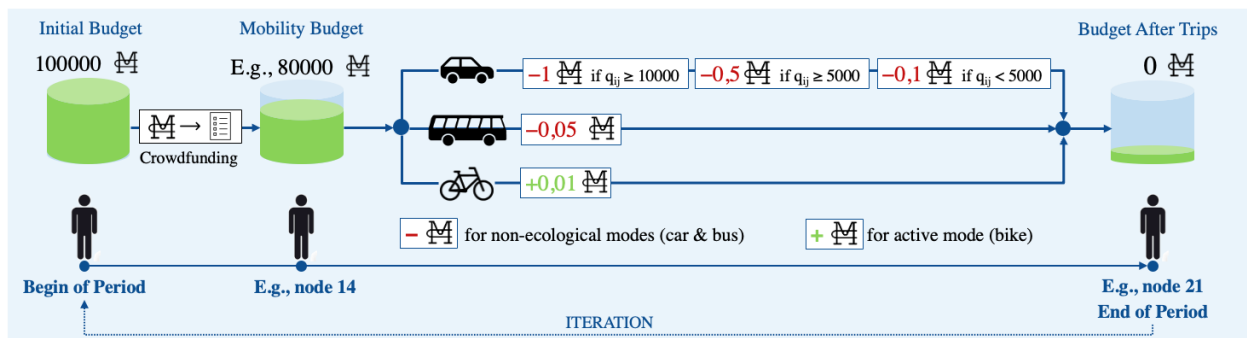 Initial Budget
Mobility Budget
Budget After Trips
100000 M
E.g., 80000 M
0 M
−1 M if qij ≥ 10000
−0,5 M if qij ≥ 5000
−0,1 M if qij < 5000
M →
Crowdfunding
−0,05 M
+0,01 M
− M for non-ecological modes (car & bus)
+ M for active mode (bike)
Begin of Period
E.g., node 14
E.g., node 21
End of Period
ITERATION